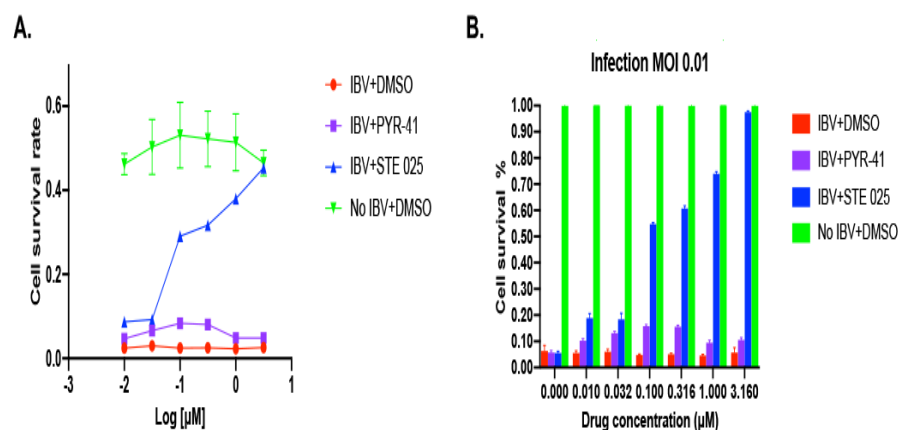 A.
Cell survival rate
0.6
0.4
0.2
0.0
-3
-2
-1
0
1
Log [µM]
IBV+DMSO
IBV+PYR-41
IBV+STE 025
No IBV+DMSO
B.
Infection MOI 0.01
Cell survival %
1.00
0.90
0.80
0.70
0.60
0.50
0.40
0.30
0.20
0.10
0.00
0.000
0.010
0.032
0.100
0.316
1.000
3.160
Drug concentration (µM)
IBV+DMSO
IBV+PYR-41
IBV+STE 025
No IBV+DMSO